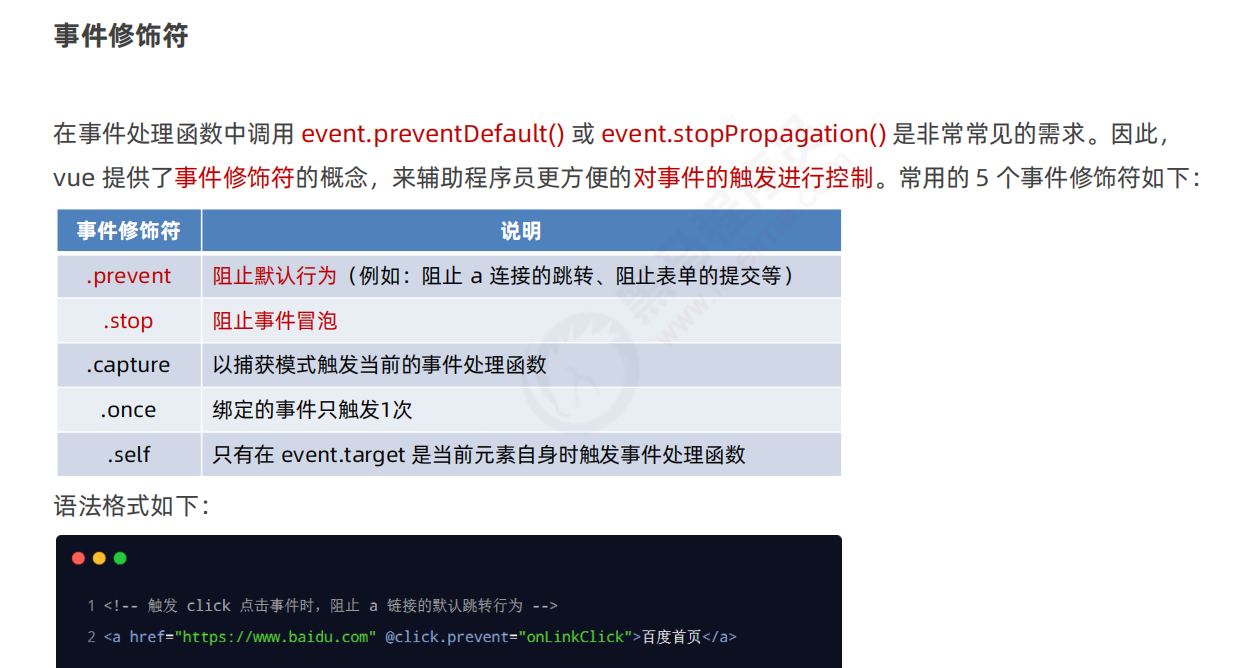 事件修饰符
在事件处理函数中调用 event.preventDefault() 或 event.stopPropagation() 是非常常见的需求。因此，
vue 提供了事件修饰符的概念，来辅助程序员更方便的对事件的触发进行控制。常用的 5 个事件修饰符如下：
事件修饰符 说明
.prevent 阻止默认行为（例如：阻止 a 连接的跳转、阻止表单的提交等）
.stop 阻止事件冒泡
.capture 以捕获模式触发当前的事件处理函数
.once 绑定的事件只触发1次
.self 只有在 event.target 是当前元素自身时触发事件处理函数
语法格式如下：
1 <!-- 触发 click 点击事件时，阻止 a 链接的默认跳转行为 -->
2 <a href="https://www.baidu.com" @click.prevent="onLinkClick">百度首页</a>